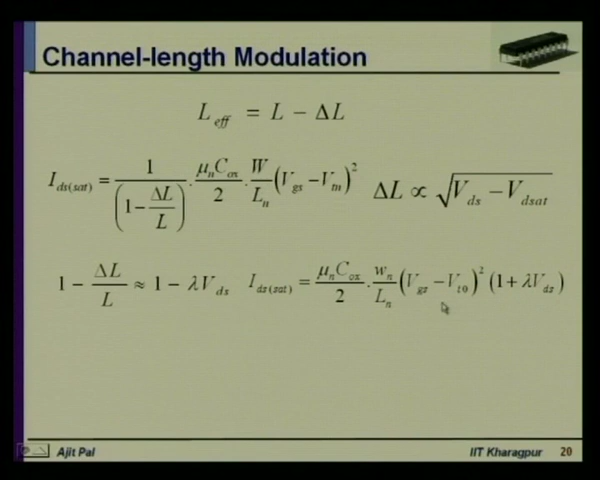 Channel-length Modulation
L_eff = L − ΔL
I_ds(sat) = 1/(1 − ΔL/L) · μ_n C_ox/2 · W/L_n (V_gs − V_tn)^2    ΔL ∝ √(V_ds − V_dsat)
1 − ΔL/L ≈ 1 − λV_ds    I_ds(sat) = μ_n C_ox/2 · w_n/L_n (V_gs − V_t0)^2 (1 + λV_ds)
Ajit Pal    IIT Kharagpur    20